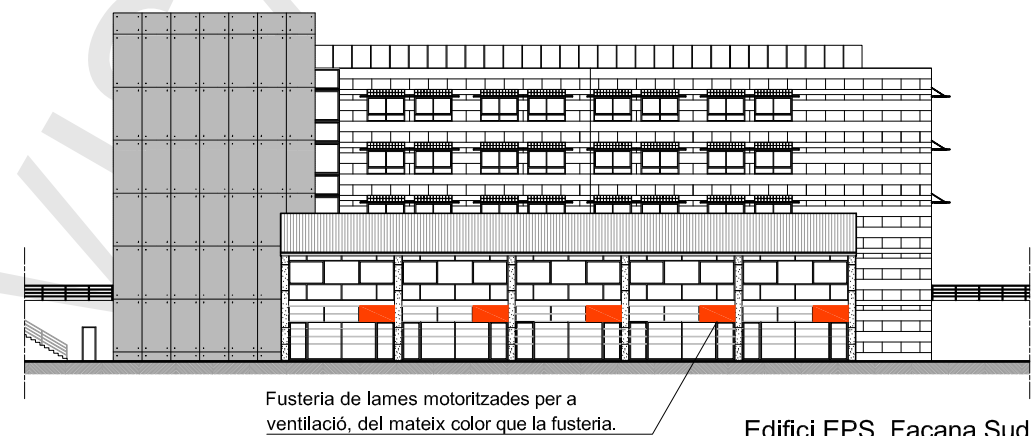 Fusteria de lames motoritzades per a
ventilació, del mateix color que la fusteria.
Edifici EPS. Façana Sud